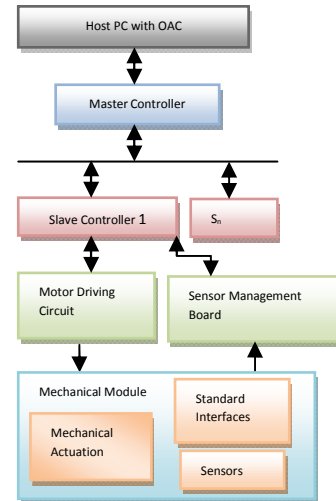 Host PC with OAC
Master Controller
Slave Controller 1
Sₙ
Motor Driving
Circuit
Sensor Management
Board
Mechanical Module
Standard
Interfaces
Mechanical
Actuation
Sensors